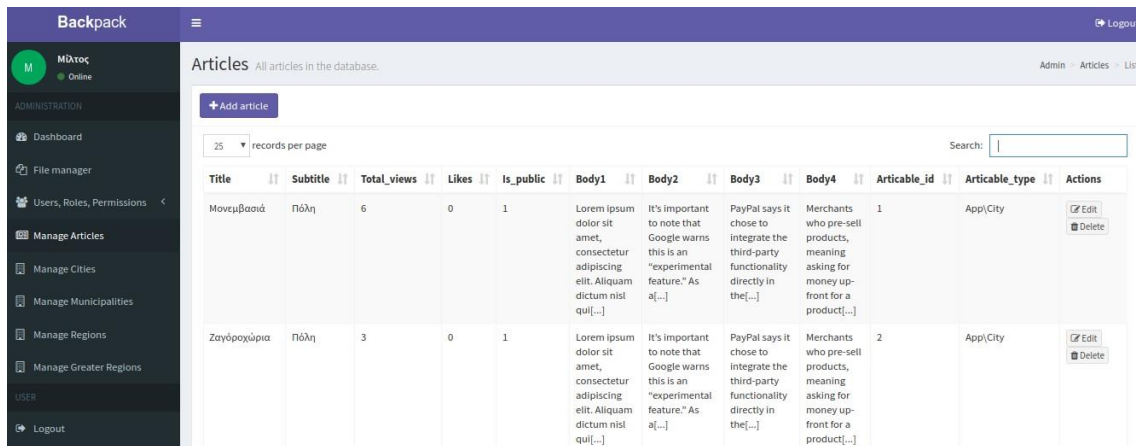 Backpack
Logout
M
Μίλτος
Online
Articles All articles in the database.
Admin > Articles > List
ADMINISTRATION
Dashboard
File manager
Users, Roles, Permissions
Manage Articles
Manage Cities
Manage Municipalities
Manage Regions
Manage Greater Regions
USER
Logout
Add article
25 records per page
Search:
Title Subtitle Total_views Likes Is_public Body1 Body2 Body3 Body4 Articable_id Articable_type Actions
Μονεμβασιά Πόλη 6 0 1
Lorem ipsum
dolor sit
amet,
consectetur
adipiscing
elit. Aliquam
dictum nisl
qui[...]
It's important
to note that
Google warns
this is an
“experimental
feature.” As
a[...]
PayPal says it
chose to
integrate the
third-party
functionality
directly in
the[...]
Merchants
who pre-sell
products,
meaning
asking for
money up-
front for a
product[...]
1 App\City
Edit
Delete
Ζαγόροχώρια Πόλη 3 0 1
Lorem ipsum
dolor sit
amet,
consectetur
adipiscing
elit. Aliquam
dictum nisl
qui[...]
It's important
to note that
Google warns
this is an
“experimental
feature.” As
a[...]
PayPal says it
chose to
integrate the
third-party
functionality
directly in
the[...]
Merchants
who pre-sell
products,
meaning
asking for
money up-
front for a
product[...]
2 App\City
Edit
Delete